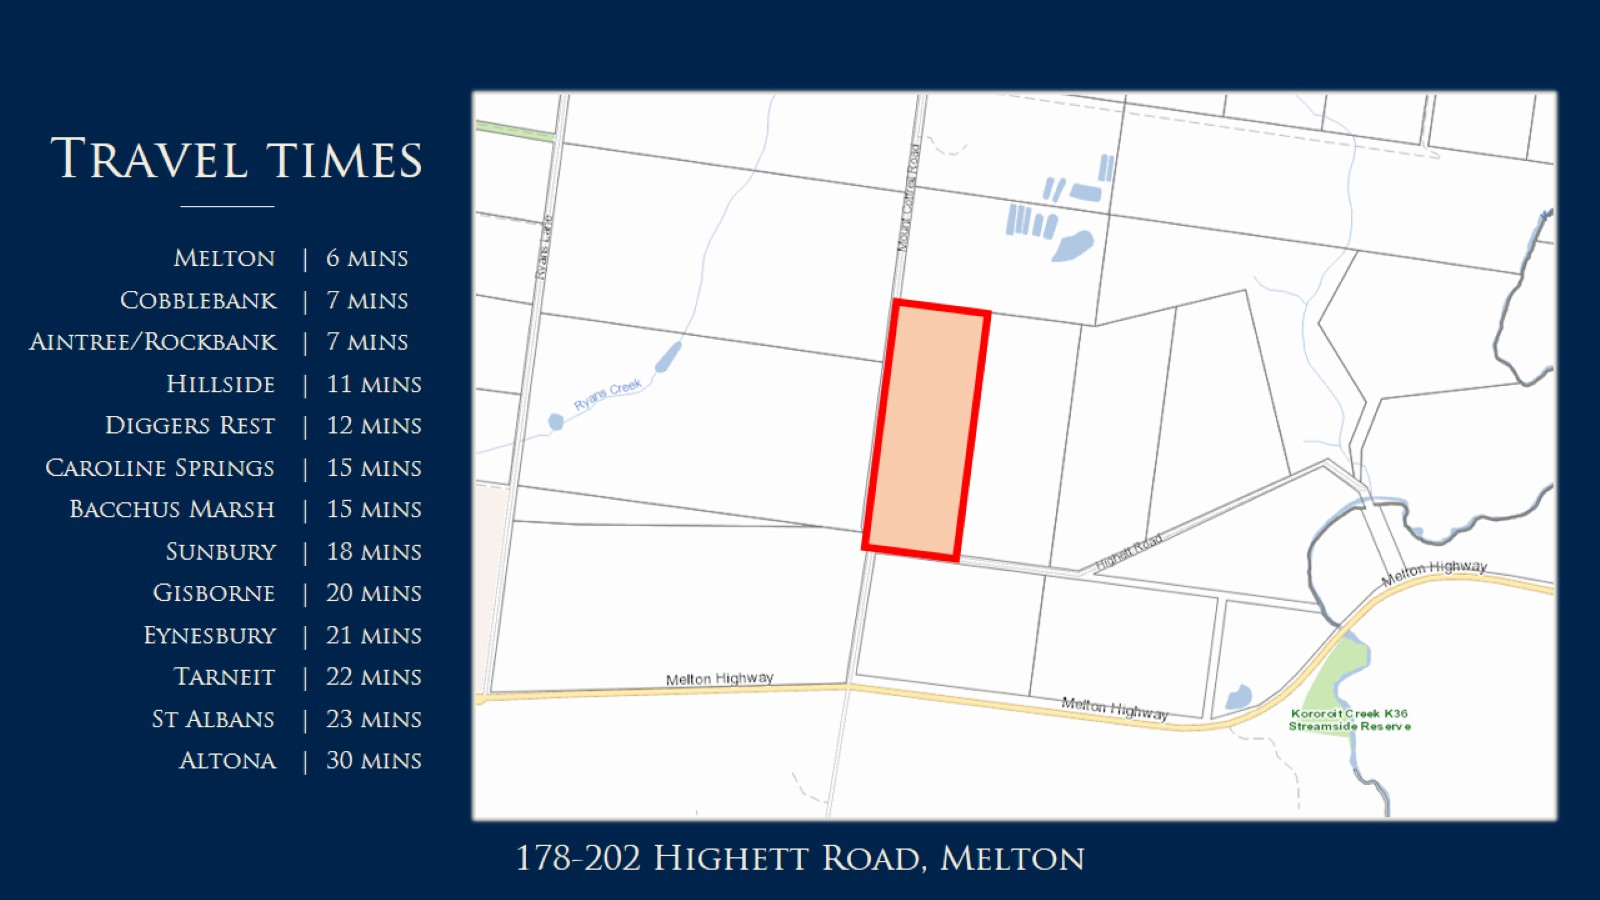 TRAVEL TIMES
MELTON | 6 MINS
COBBLEBANK | 7 MINS
AINTREE/ROCKBANK | 7 MINS
HILLSIDE | 11 MINS
DIGGERS REST | 12 MINS
CAROLINE SPRINGS | 15 MINS
BACCHUS MARSH | 15 MINS
SUNBURY | 18 MINS
GISBORNE | 20 MINS
EYNESBURY | 21 MINS
TARNEIT | 22 MINS
ST ALBANS | 23 MINS
ALTONA | 30 MINS
Ryans Lane
Mount Cottrell Road
Ryans Creek
Highett Road
Melton Highway
Melton Highway
Melton Highway
Kororoit Creek K36
Streamside Reserve
178-202 HIGHETT ROAD, MELTON